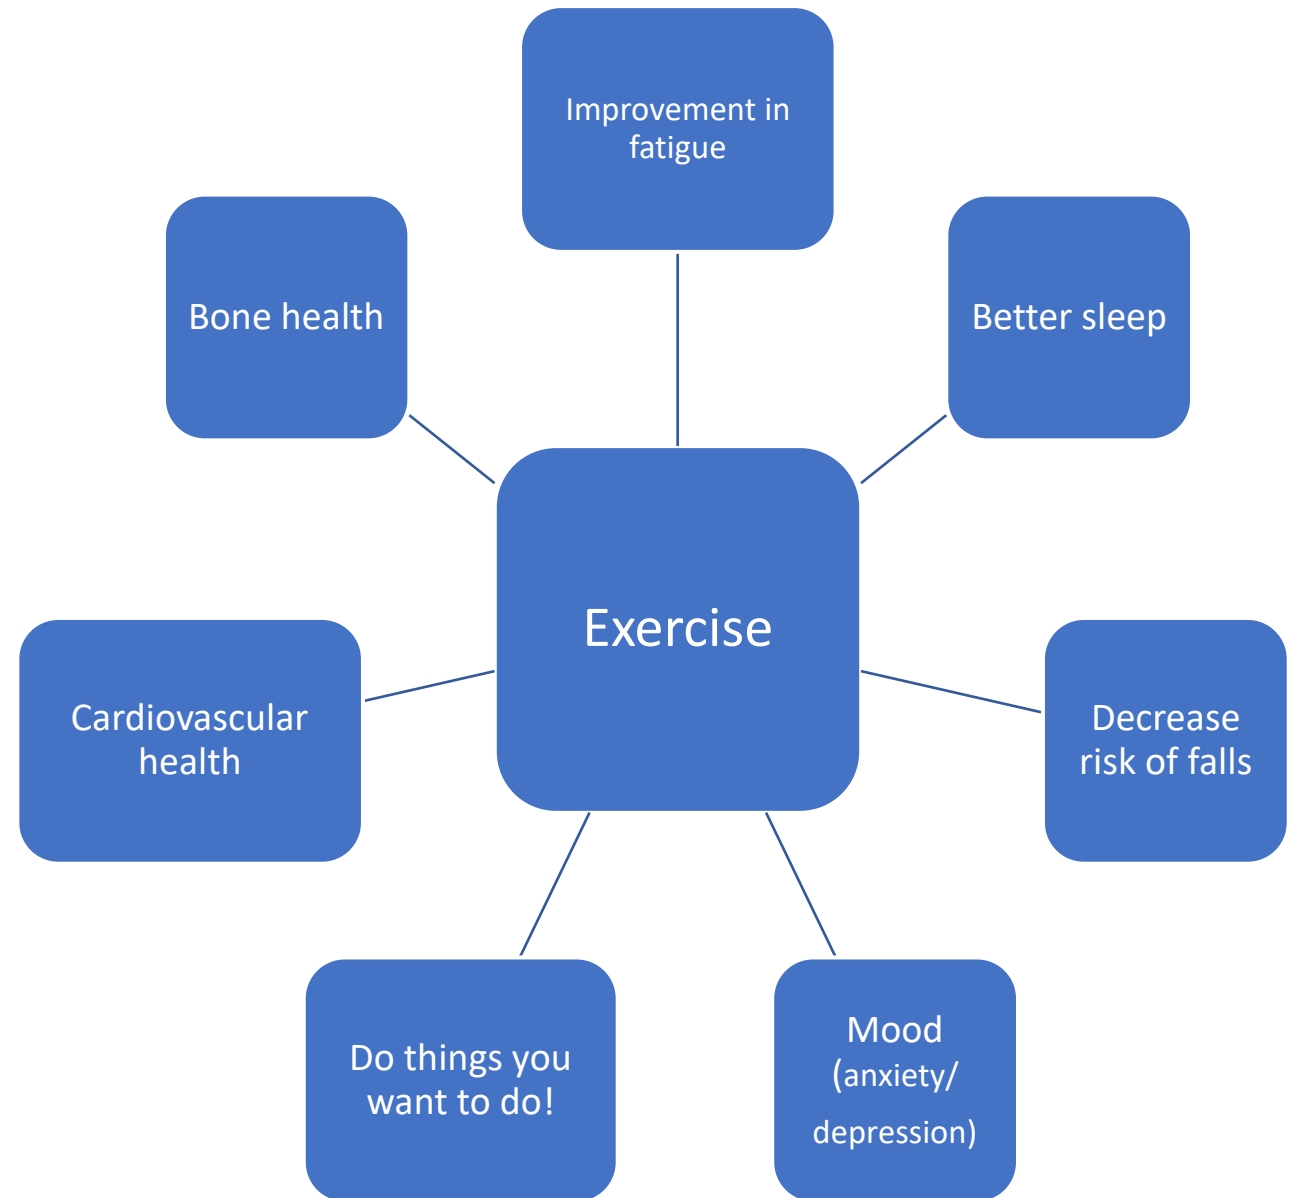 Improvement in
fatigue
Bone health
Better sleep
Exercise
Cardiovascular
health
Decrease
risk of falls
Do things you
want to do!
Mood
(anxiety/
depression)